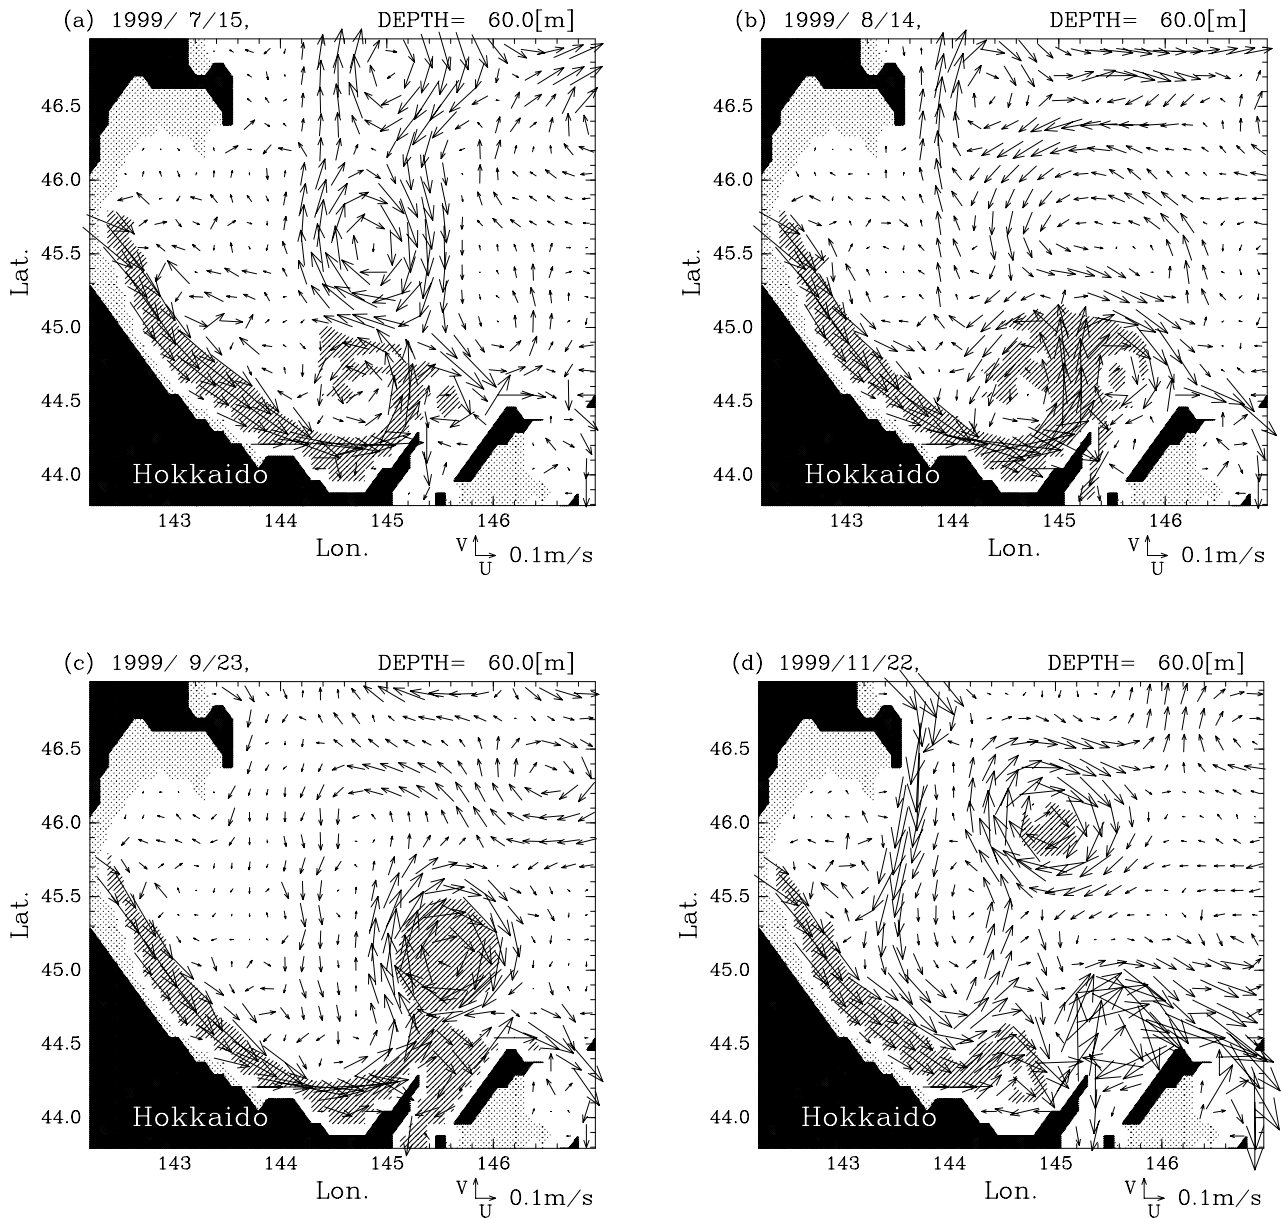 (a) 1999/ 7/15, DEPTH= 60.0[m]
46.5
46.0
45.5
45.0
44.5
44.0
Lat.
Hokkaido
143 144 145 146
Lon.
V
U
0.1m/s
(b) 1999/ 8/14, DEPTH= 60.0[m]
46.5
46.0
45.5
45.0
44.5
44.0
Lat.
Hokkaido
143 144 145 146
Lon.
V
U
0.1m/s
(c) 1999/ 9/23, DEPTH= 60.0[m]
46.5
46.0
45.5
45.0
44.5
44.0
Lat.
Hokkaido
143 144 145 146
Lon.
V
U
0.1m/s
(d) 1999/11/22, DEPTH= 60.0[m]
46.5
46.0
45.5
45.0
44.5
44.0
Lat.
Hokkaido
143 144 145 146
Lon.
V
U
0.1m/s